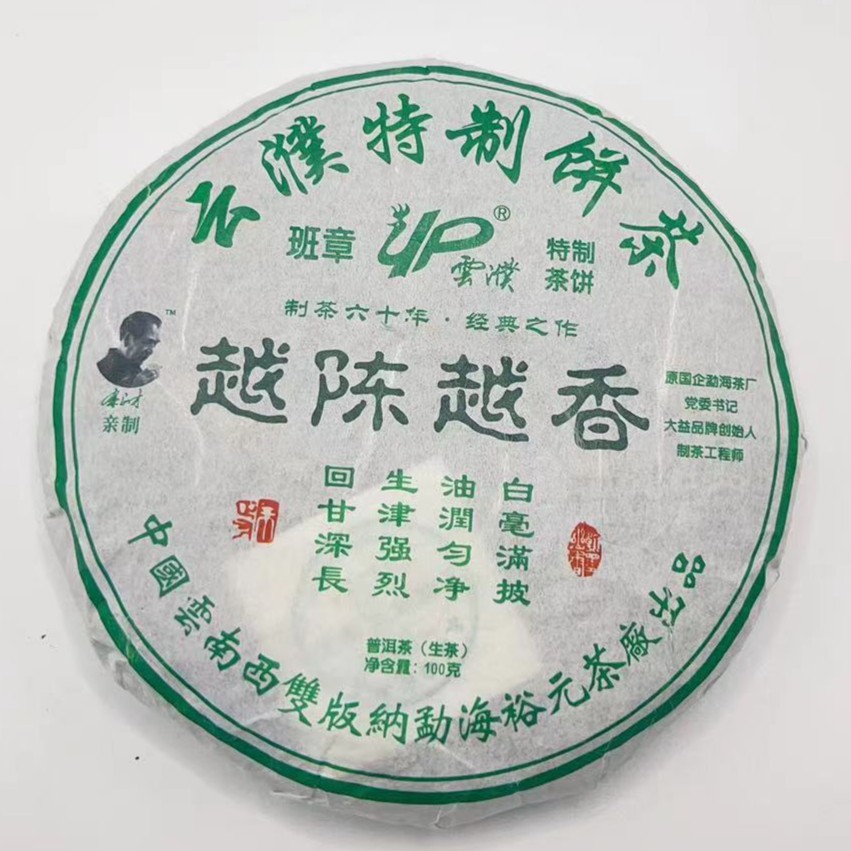 云濮特制饼茶
班章
YP®
雲濮
特制
茶饼
制茶六十年·经典之作
TM
亲制
越陈越香
原国企勐海茶厂
党委书记
大益品牌创始人
制茶工程师
白毫滿披
油潤匀净
生津强烈
回甘深長
普洱茶（生茶）
净含量：100克
中國雲南西雙版納勐海裕元茶廠出品